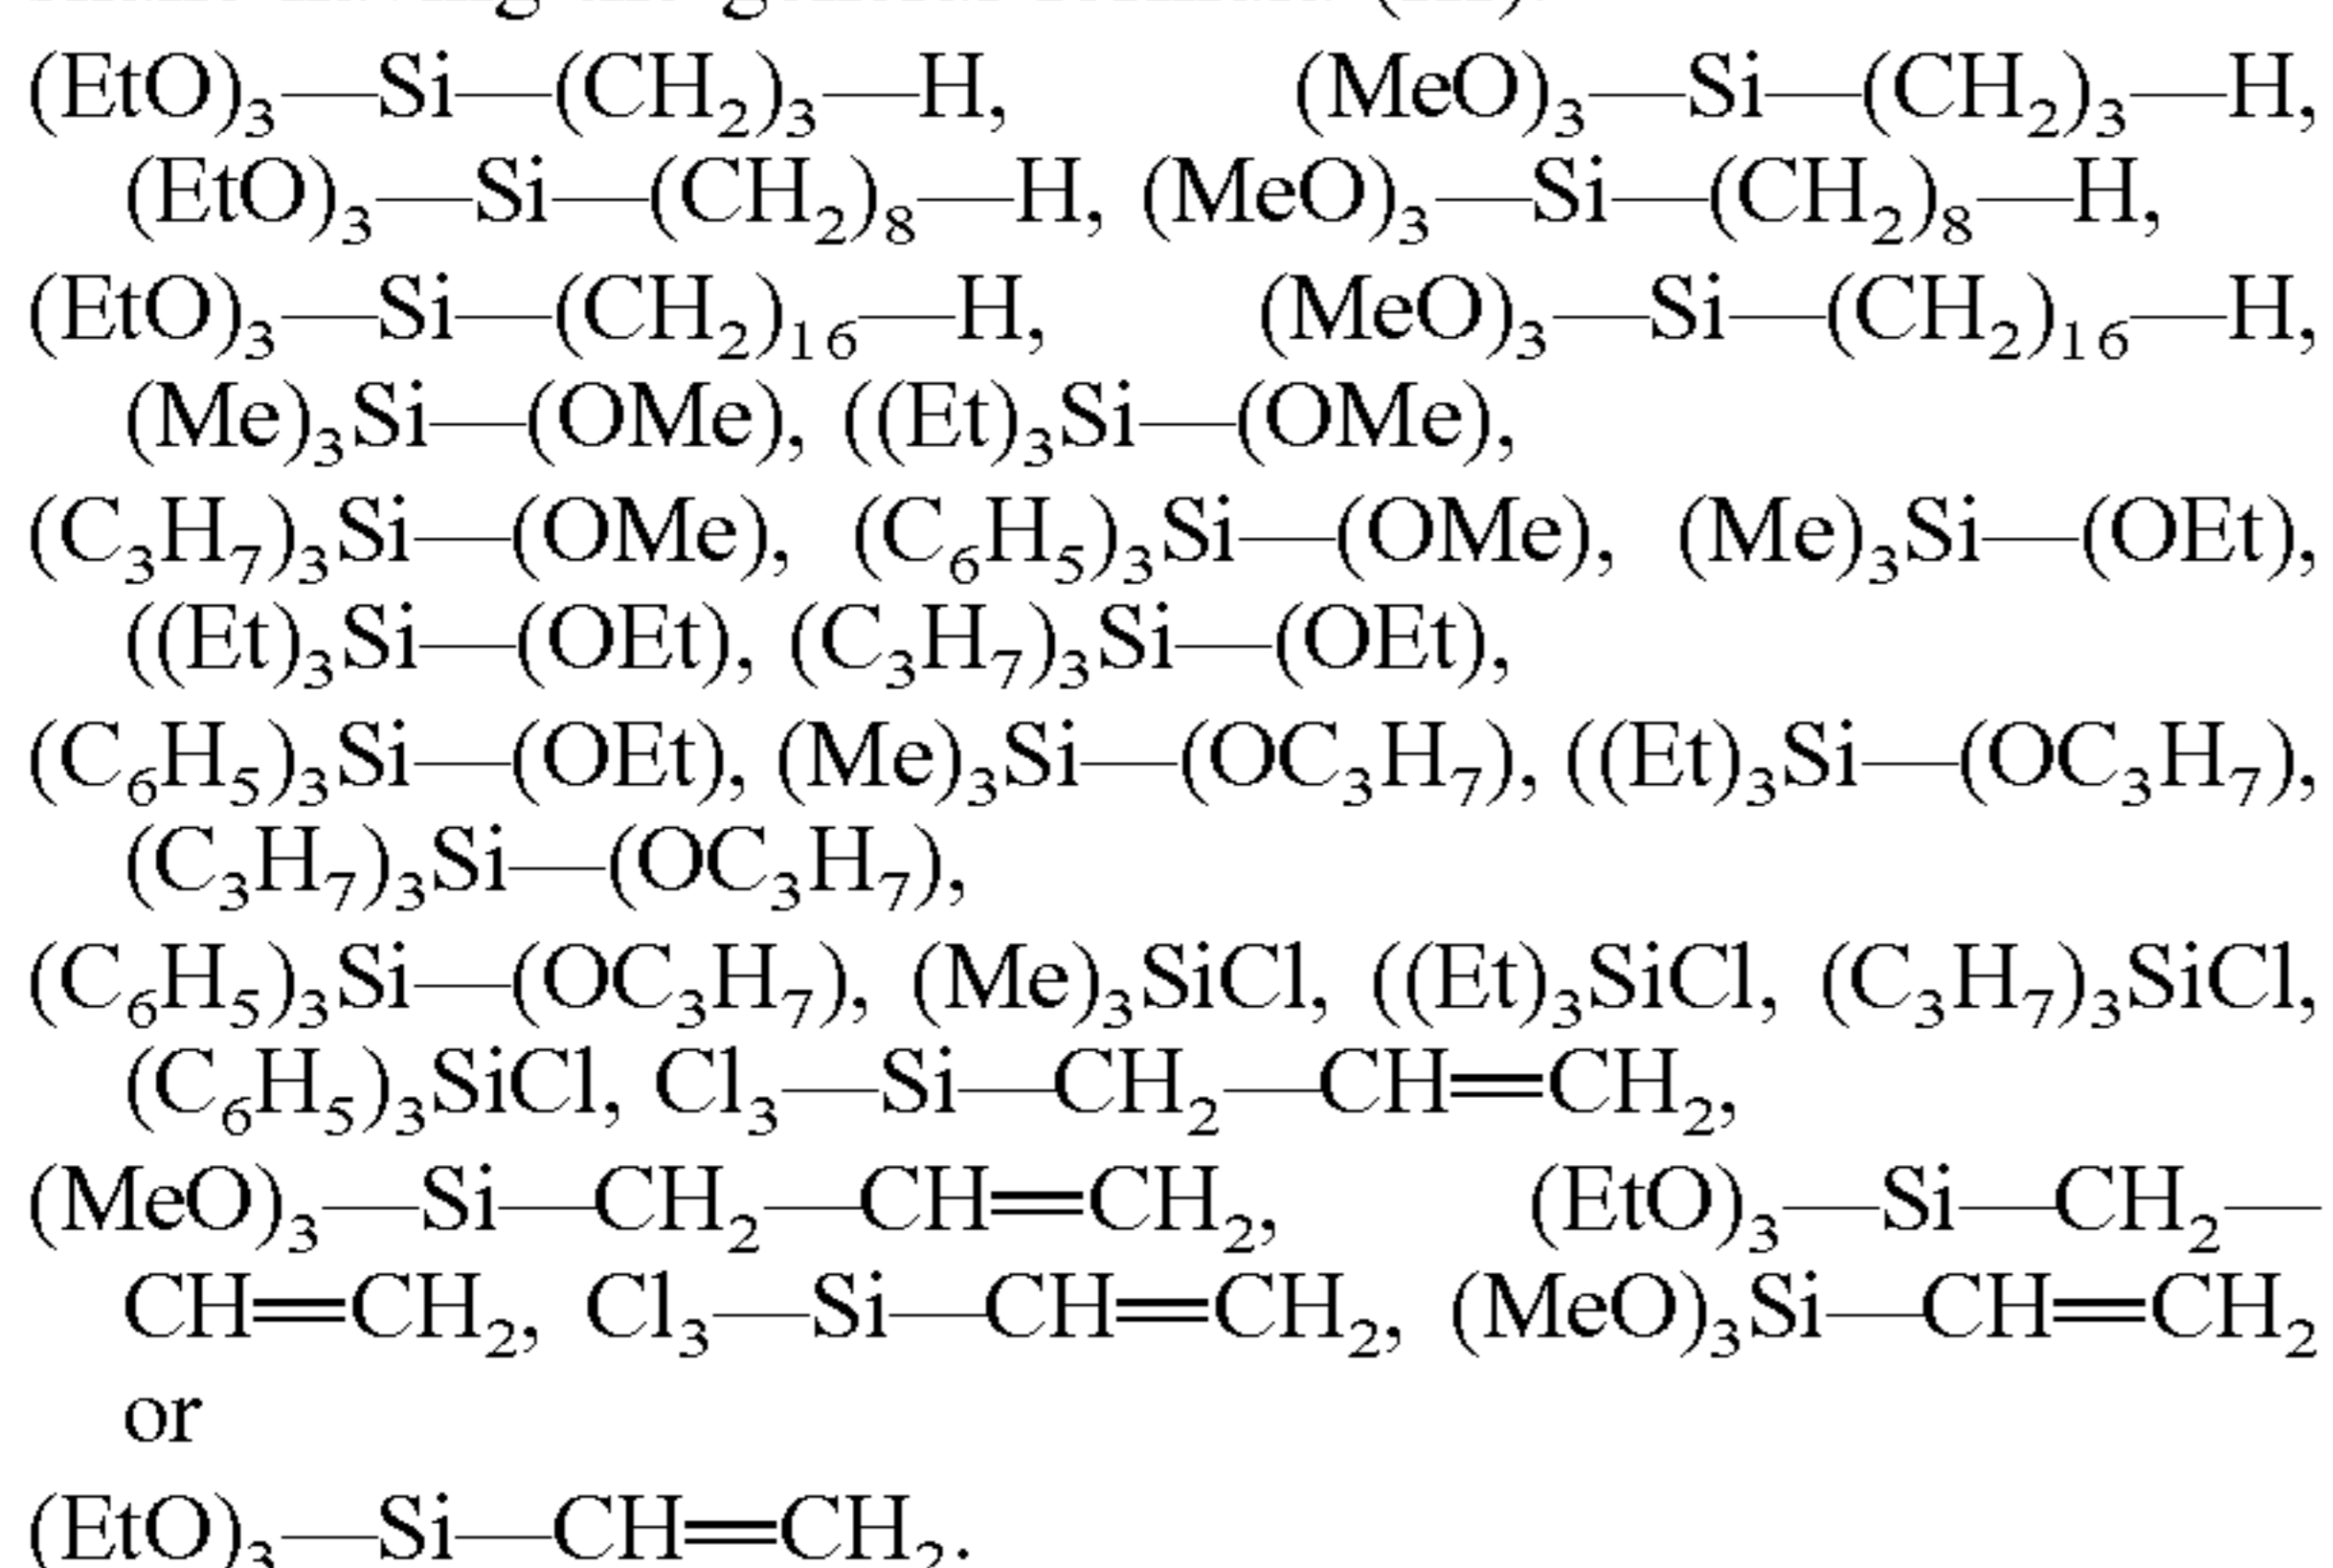 (EtO)₃—Si—(CH₂)₃—H, (MeO)₃—Si—(CH₂)₃—H,
(EtO)₃—Si—(CH₂)₈—H, (MeO)₃—Si—(CH₂)₈—H,
(EtO)₃—Si—(CH₂)₁₆—H, (MeO)₃—Si—(CH₂)₁₆—H,
(Me)₃Si—(OMe), ((Et)₃Si—(OMe),
(C₃H₇)₃Si—(OMe), (C₆H₅)₃Si—(OMe), (Me)₃Si—(OEt),
((Et)₃Si—(OEt), (C₃H₇)₃Si—(OEt),
(C₆H₅)₃Si—(OEt), (Me)₃Si—(OC₃H₇), ((Et)₃Si—(OC₃H₇),
(C₃H₇)₃Si—(OC₃H₇),
(C₆H₅)₃Si—(OC₃H₇), (Me)₃SiCl, ((Et)₃SiCl, (C₃H₇)₃SiCl,
(C₆H₅)₃SiCl, Cl₃—Si—CH₂—CH=CH₂,
(MeO)₃—Si—CH₂—CH=CH₂, (EtO)₃—Si—CH₂—
CH=CH₂, Cl₃—Si—CH=CH₂, (MeO)₃Si—CH=CH₂
or
(EtO)₃—Si—CH=CH₂.